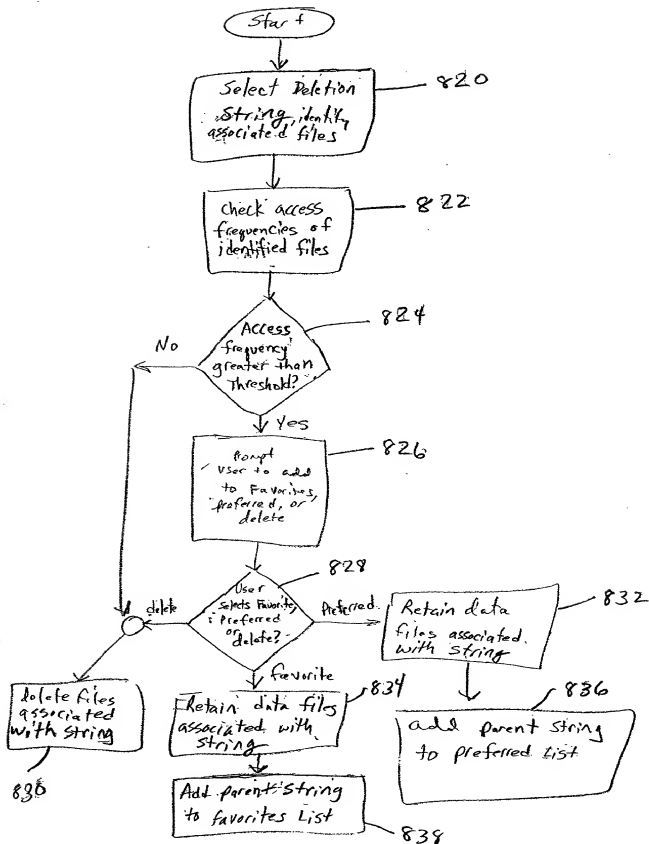 Start
Select Deletion
String, identify
associated files
820
Check access
frequencies of
identified files
822
Access
frequency
greater than
Threshold?
824
No
Yes
Prompt
User to add
to Favorites,
preferred, or
delete
826
User
selects Favorite,
Preferred
or
delete?
828
delete
Preferred
favorite
Retain data
files associated
with string
832
Delete files
associated
with string
830
Retain data files
associated with
string
834
add parent string
to preferred List
836
Add parent String
to favorites List
838